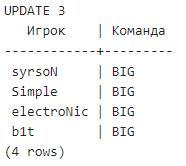 UPDATE 3
Игрок | Команда
------------+---------
syrsoN | BIG
Simple | BIG
electroNic | BIG
b1t | BIG
(4 rows)